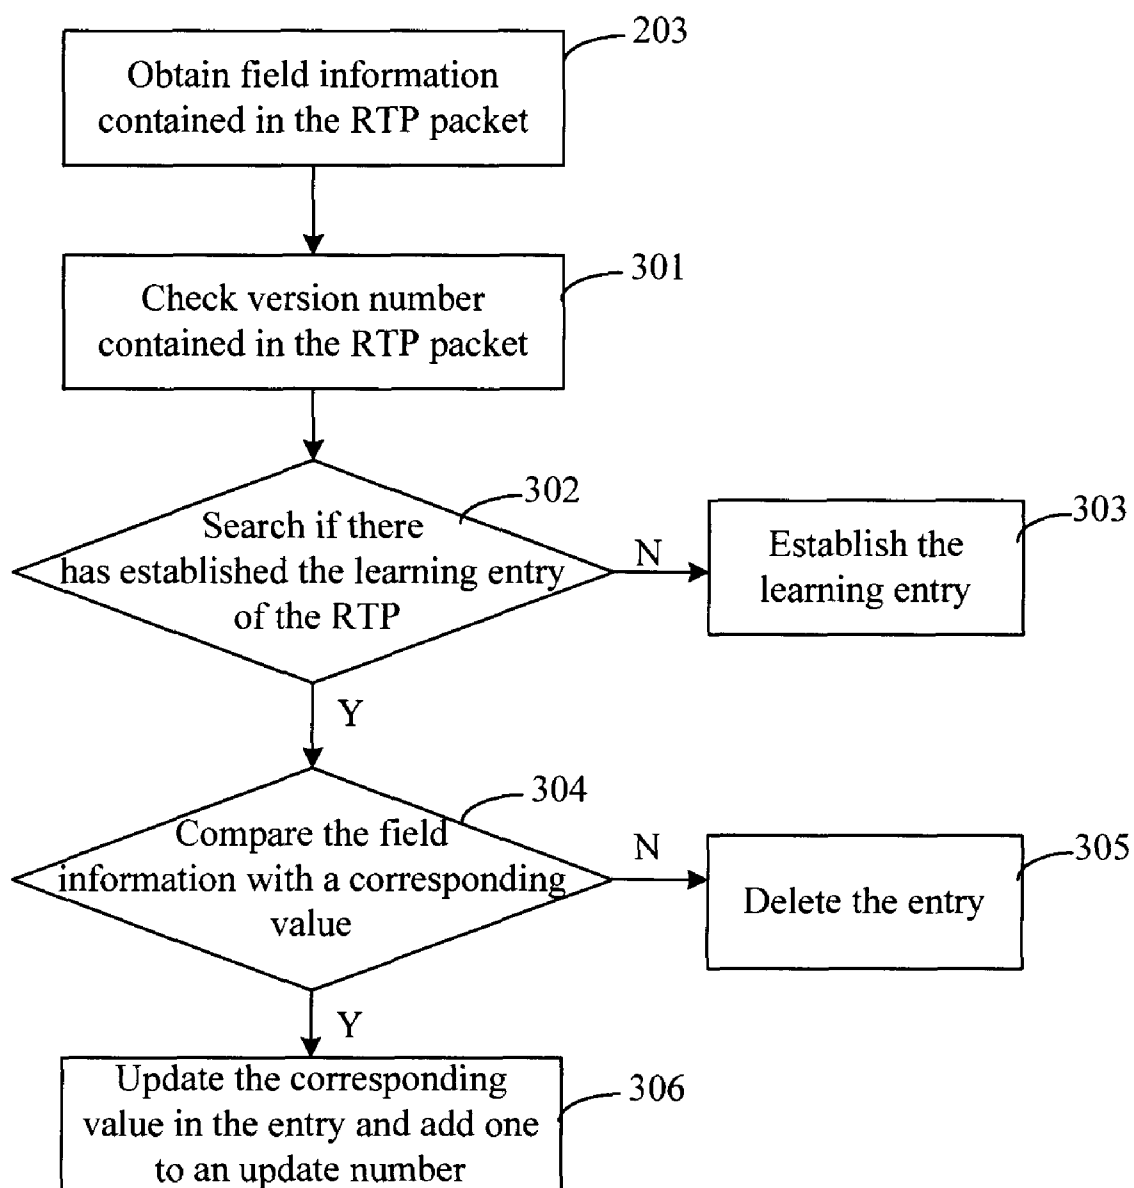 203
Obtain field information
contained in the RTP packet
301
Check version number
contained in the RTP packet
302
Search if there
has established the learning entry
of the RTP
N
303
Establish the
learning entry
Y
304
Compare the field
information with a corresponding
value
N
305
Delete the entry
Y
306
Update the corresponding
value in the entry and add one
to an update number